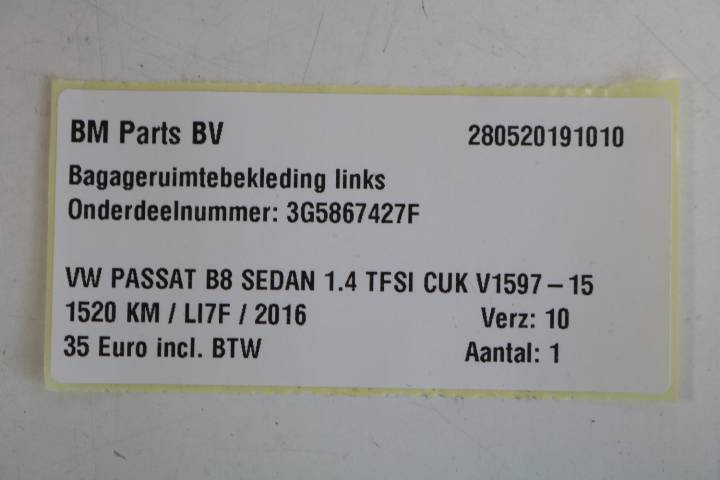 BM Parts BV 280520191010
Bagageruimtebekleding links
Onderdeelnummer: 3G5867427F
VW PASSAT B8 SEDAN 1.4 TFSI CUK V1597-15
1520 KM / LI7F / 2016 Verz: 10
35 Euro incl. BTW Aantal: 1